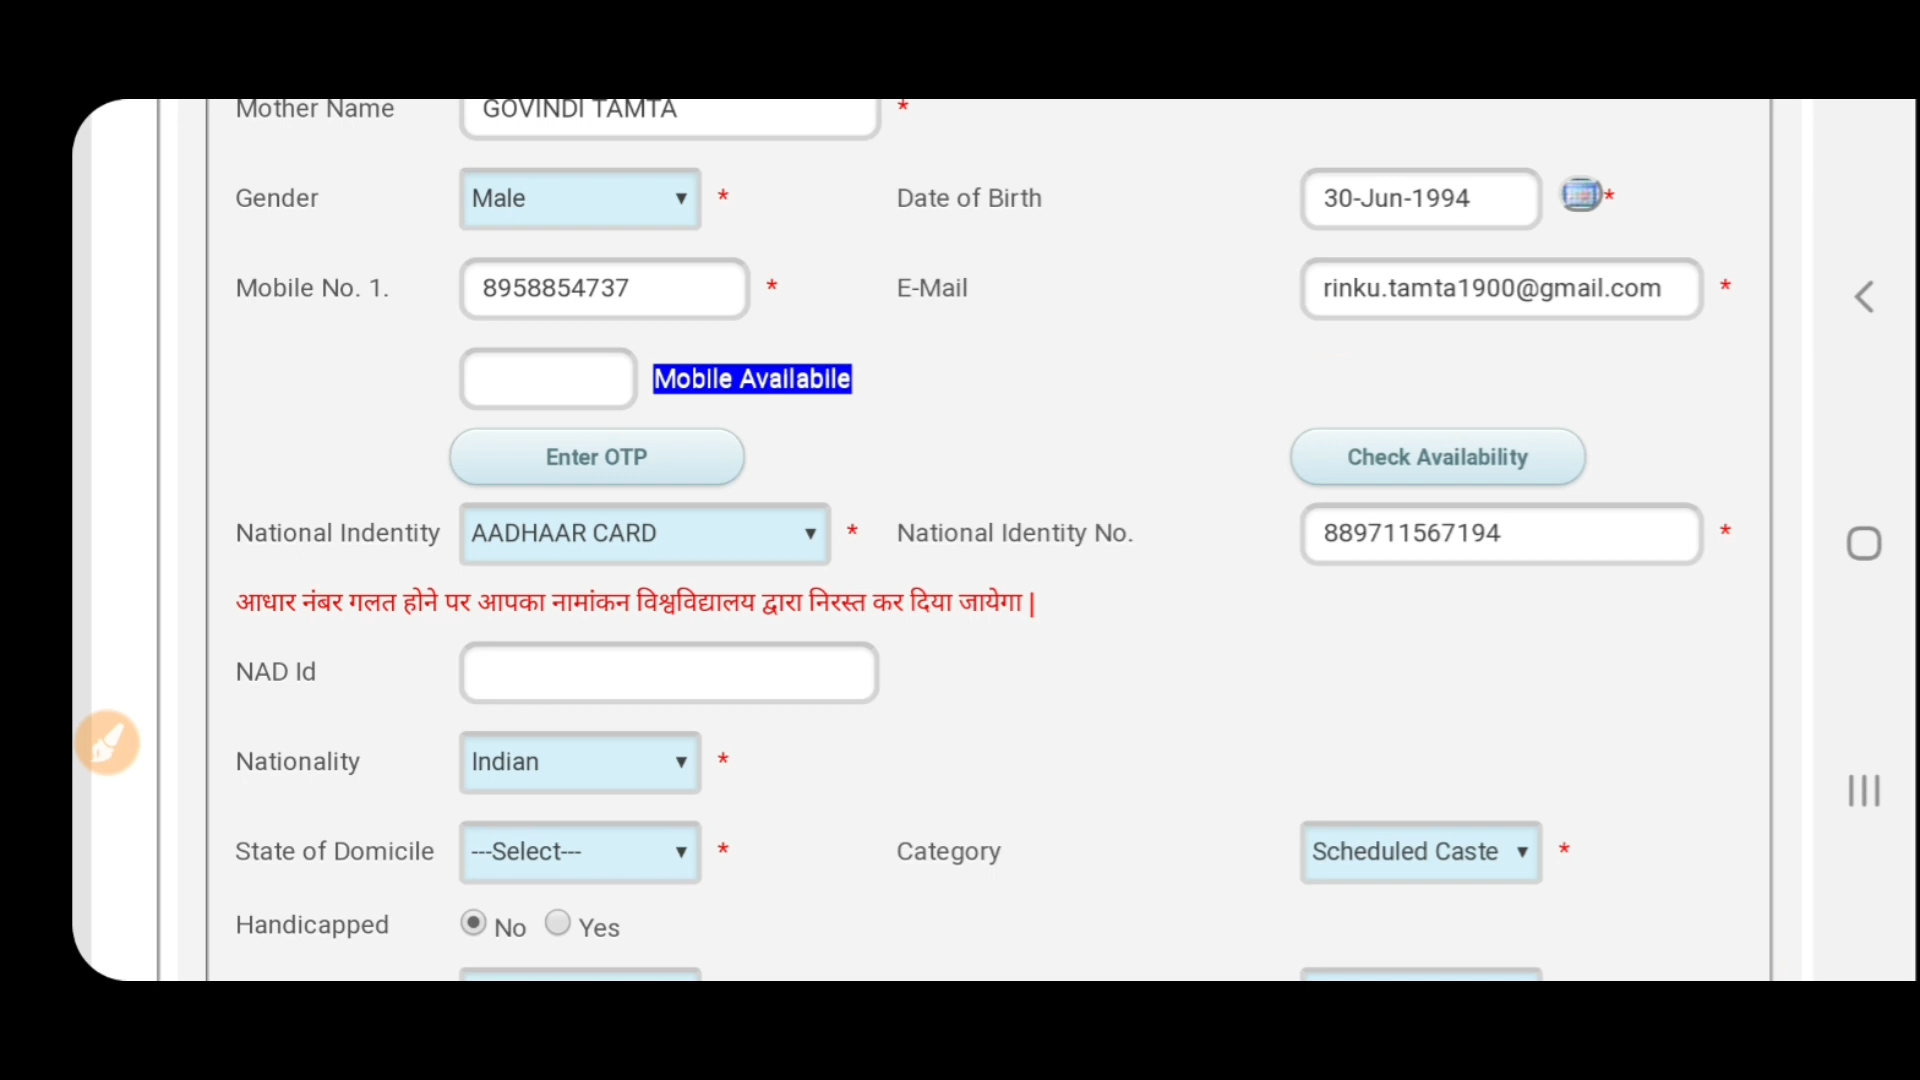 Mother Name GOVINDI TAMTA *
Gender Male * Date of Birth 30-Jun-1994 *
Mobile No. 1. 8958854737 * E-Mail rinku.tamta1900@gmail.com *
Mobile Availabile
Enter OTP Check Availability
National Indentity AADHAAR CARD * National Identity No. 889711567194 *
आधार नंबर गलत होने पर आपका नामांकन विश्वविद्यालय द्वारा निरस्त कर दिया जायेगा |
NAD Id
Nationality Indian *
State of Domicile ---Select--- * Category Scheduled Caste *
Handicapped No Yes